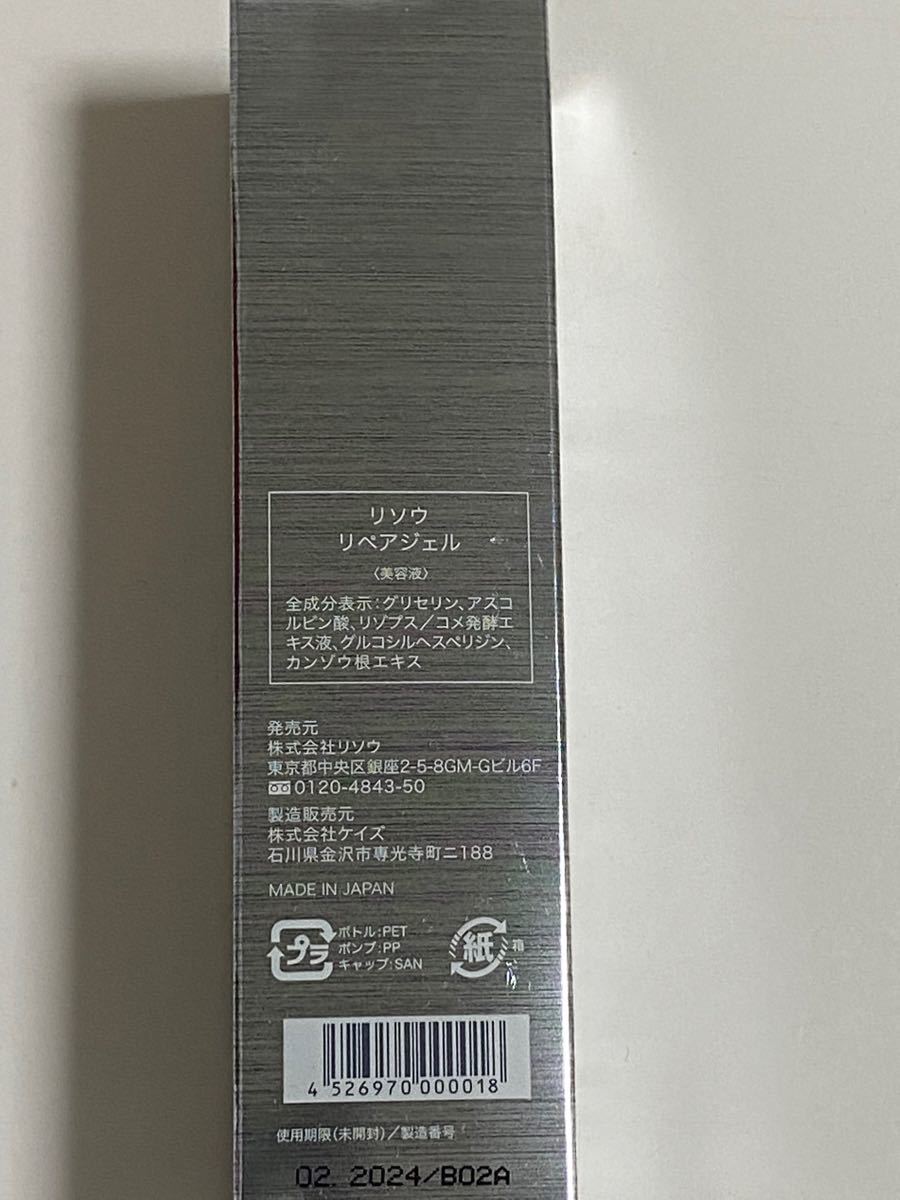 リソウ
リペアジェル
〈美容液〉
全成分表示：グリセリン、アスコ
ルビン酸、リゾプス／コメ発酵エ
キス液、グルコシルヘスペリジン、
カンゾウ根エキス
発売元
株式会社リソウ
東京都中央区銀座2-5-8GM-Gビル6F
0120-4843-50
製造販売元
株式会社ケイズ
石川県金沢市専光寺町ニ188
MADE IN JAPAN
プラ
ボトル：PET
ポンプ：PP
キャップ：SAN
紙
箱
4 526970 000018
使用期限（未開封）／製造番号
02. 2024/B02A